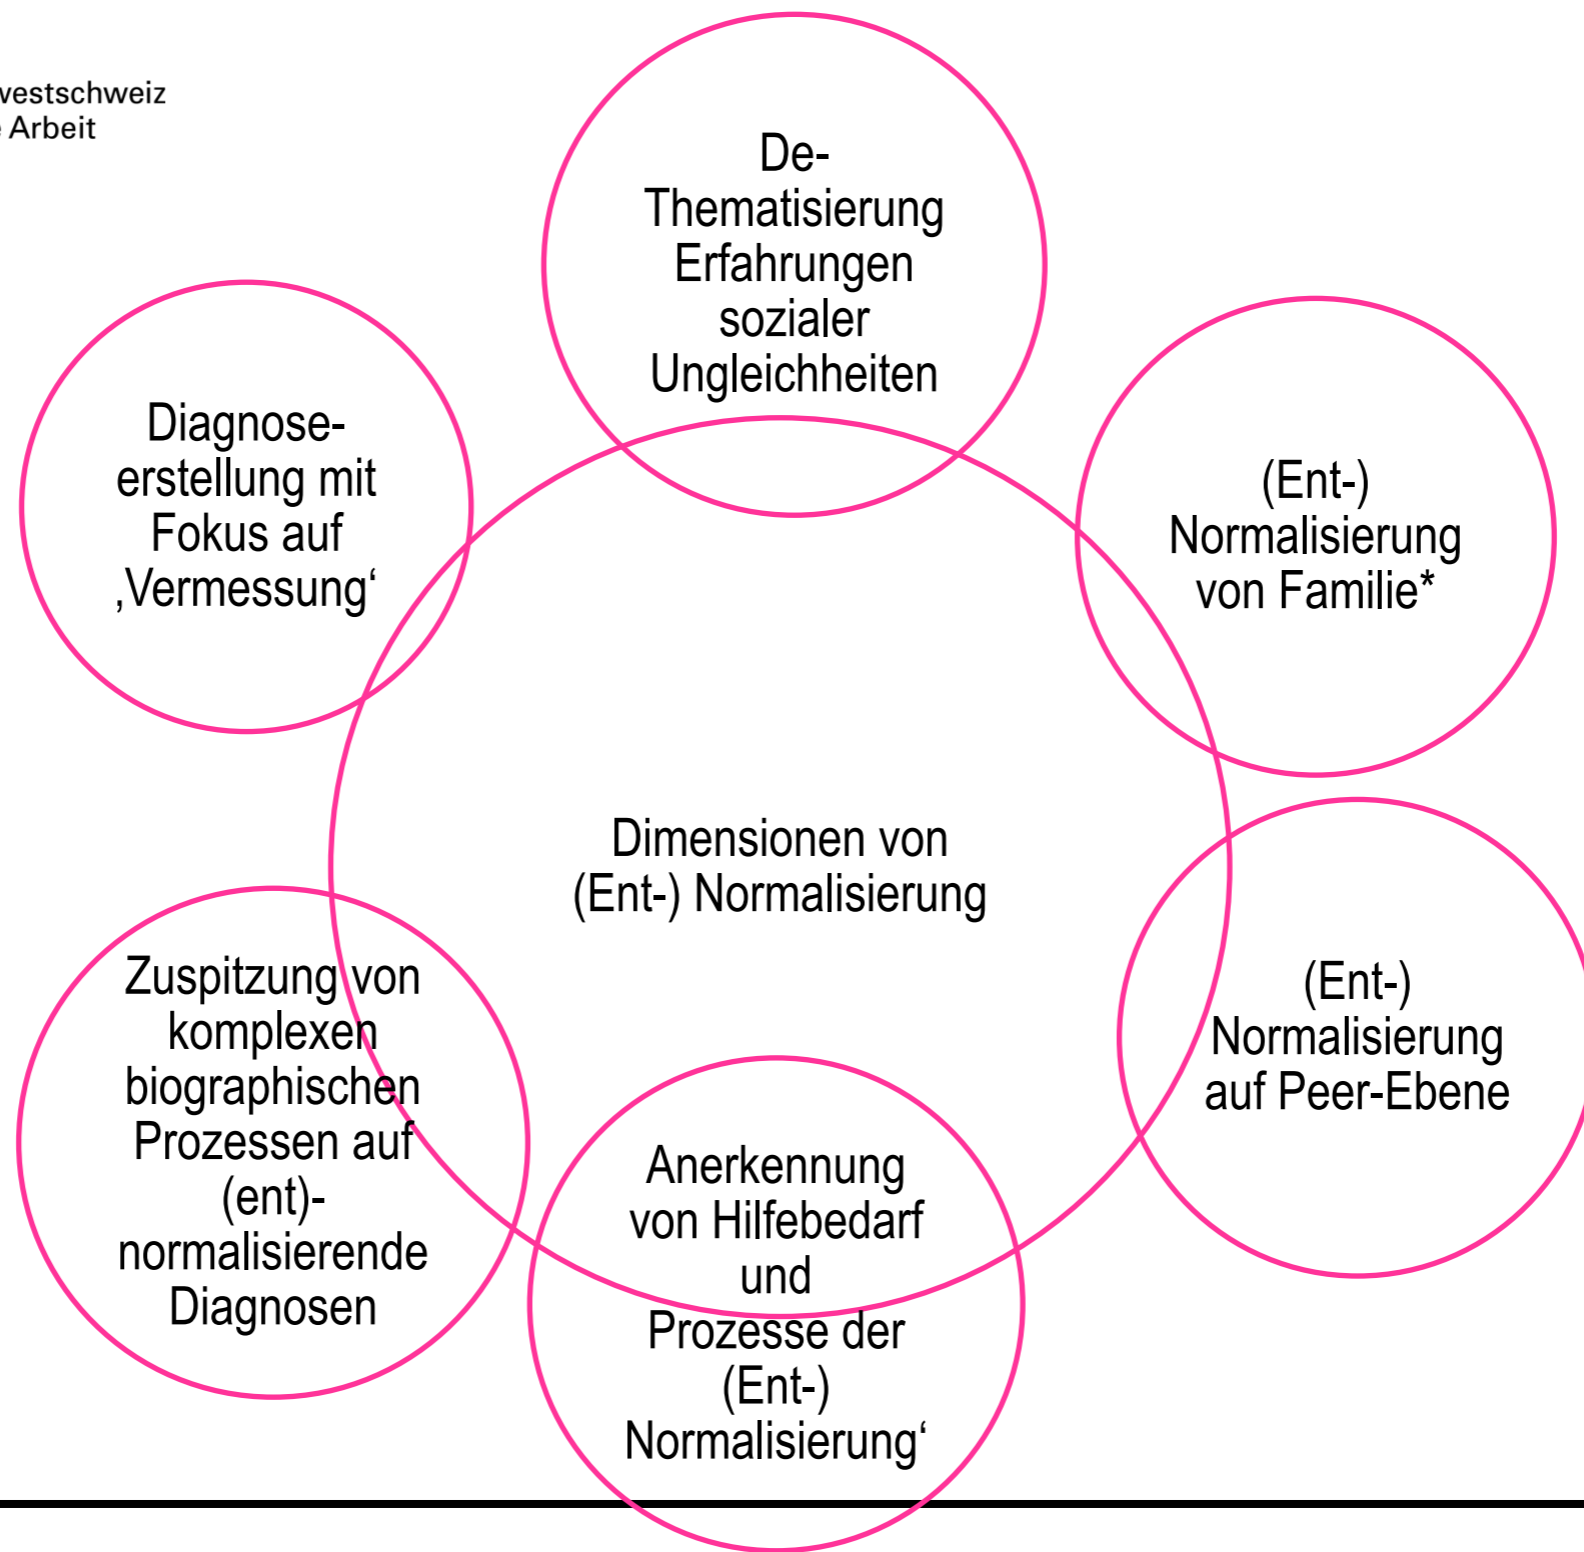 westschweiz
Arbeit
De-
Thematisierung
Erfahrungen
sozialer
Ungleichheiten
Diagnose-
erstellung mit
Fokus auf
‚Vermessung‘
(Ent-)
Normalisierung
von Familie*
Dimensionen von
(Ent-) Normalisierung
Zuspitzung von
komplexen
biographischen
Prozessen auf
(ent)-
normalisierende
Diagnosen
(Ent-)
Normalisierung
auf Peer-Ebene
Anerkennung
von Hilfebedarf
und
Prozesse der
(Ent-)
Normalisierung‘